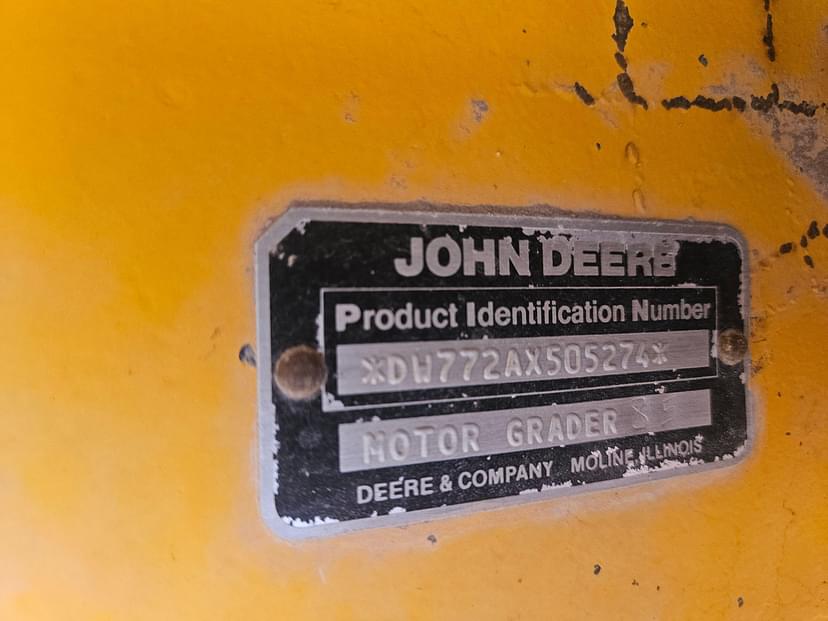 JOHN DEERE
Product Identification Number
*DW772AX505274*
MOTOR GRADER
DEERE & COMPANY MOLINE ILLINOIS